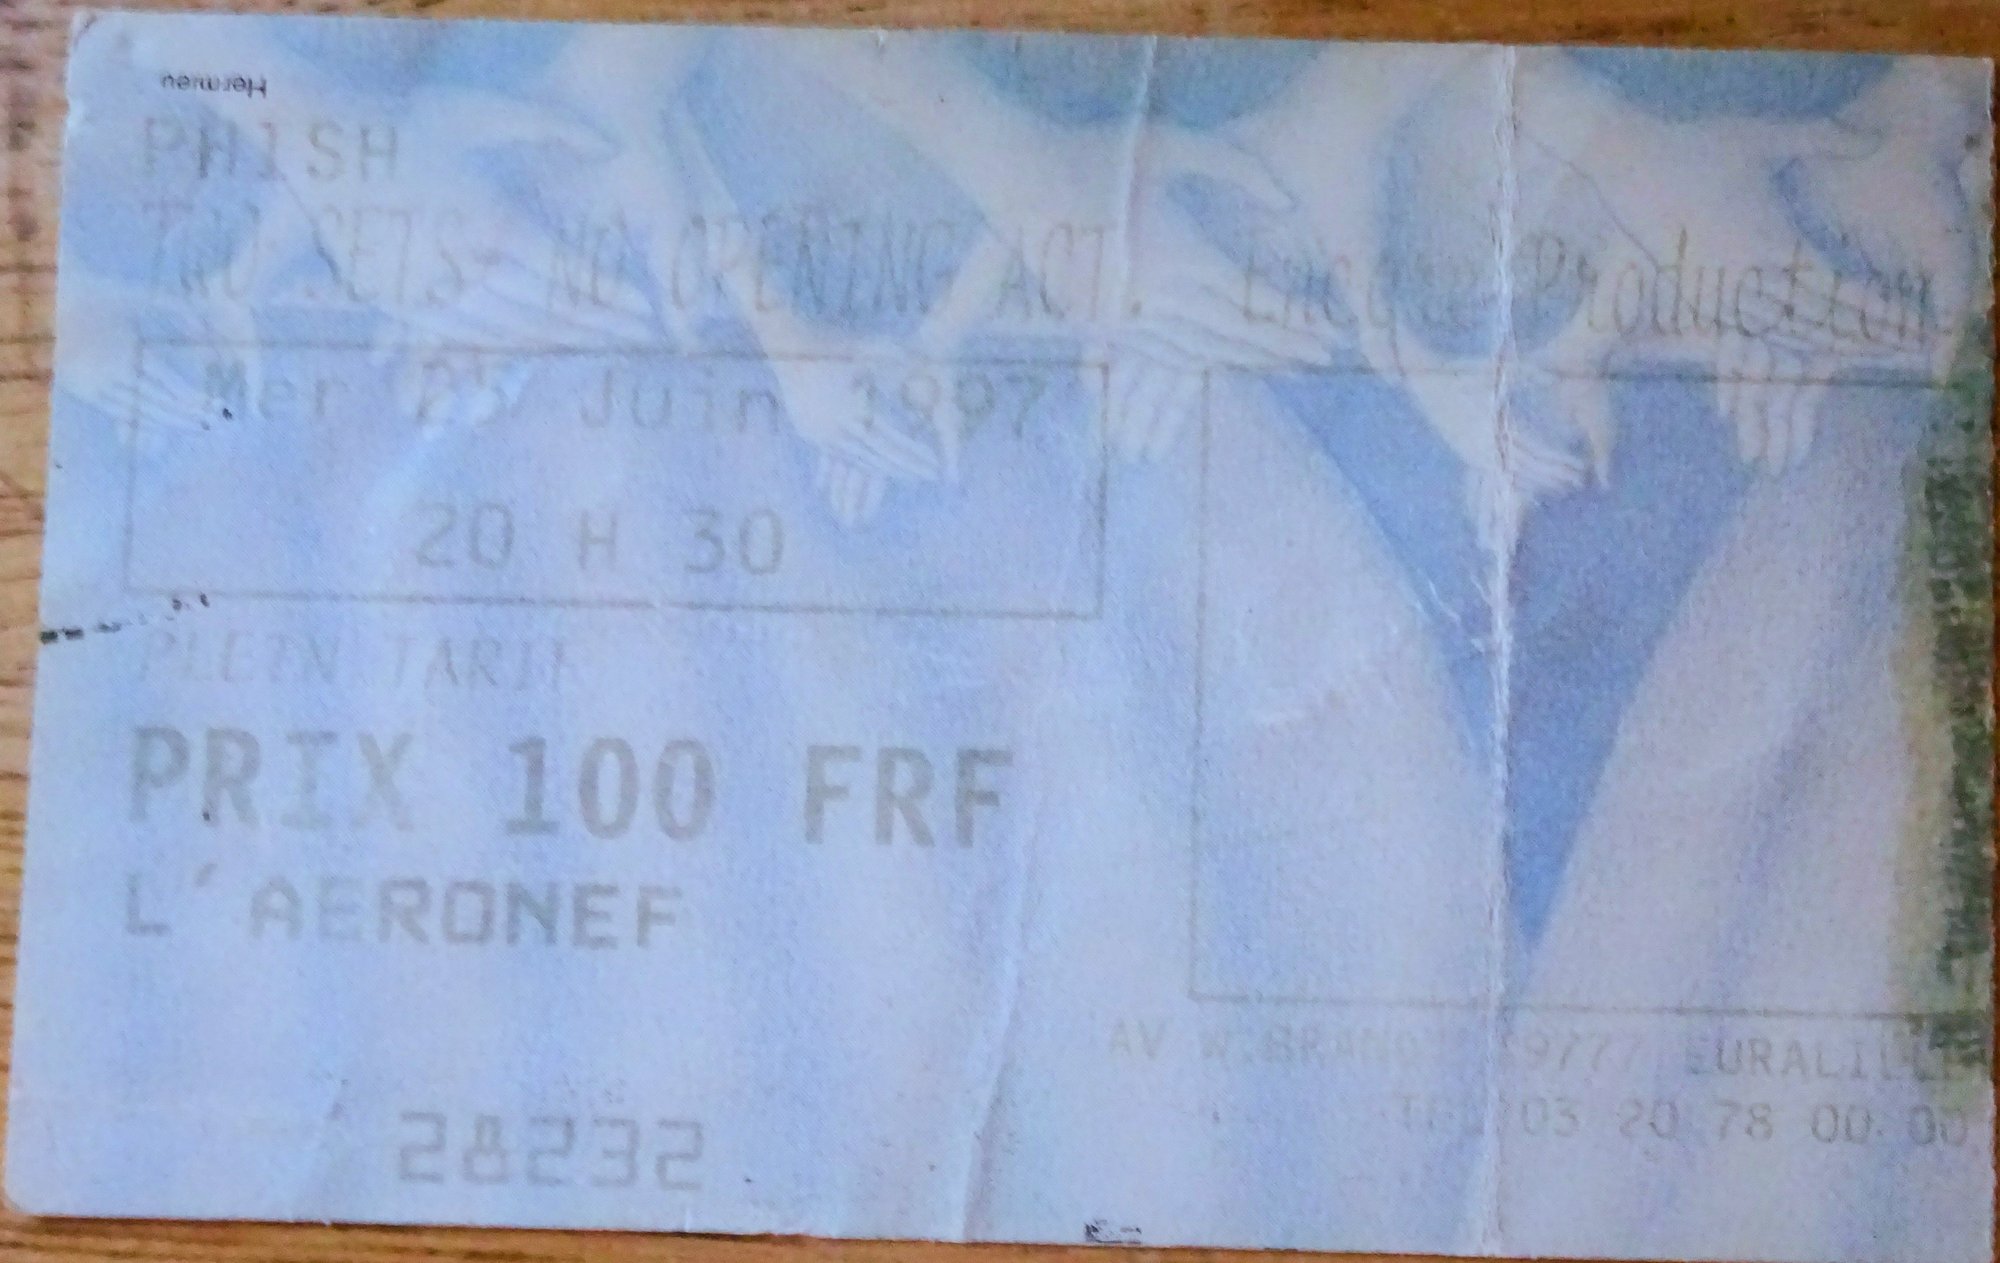 Hermieu
PHISH
TWO SETS- NO OPENING ACT. Encore Production
Mer 25 Juin 1997
20 H 30
PLEIN TARIF
PRIX 100 FRF
L'AERONEF
AV W.BRANDT 59777 EURALILLE
TEL 03 20 78 00 00
28232